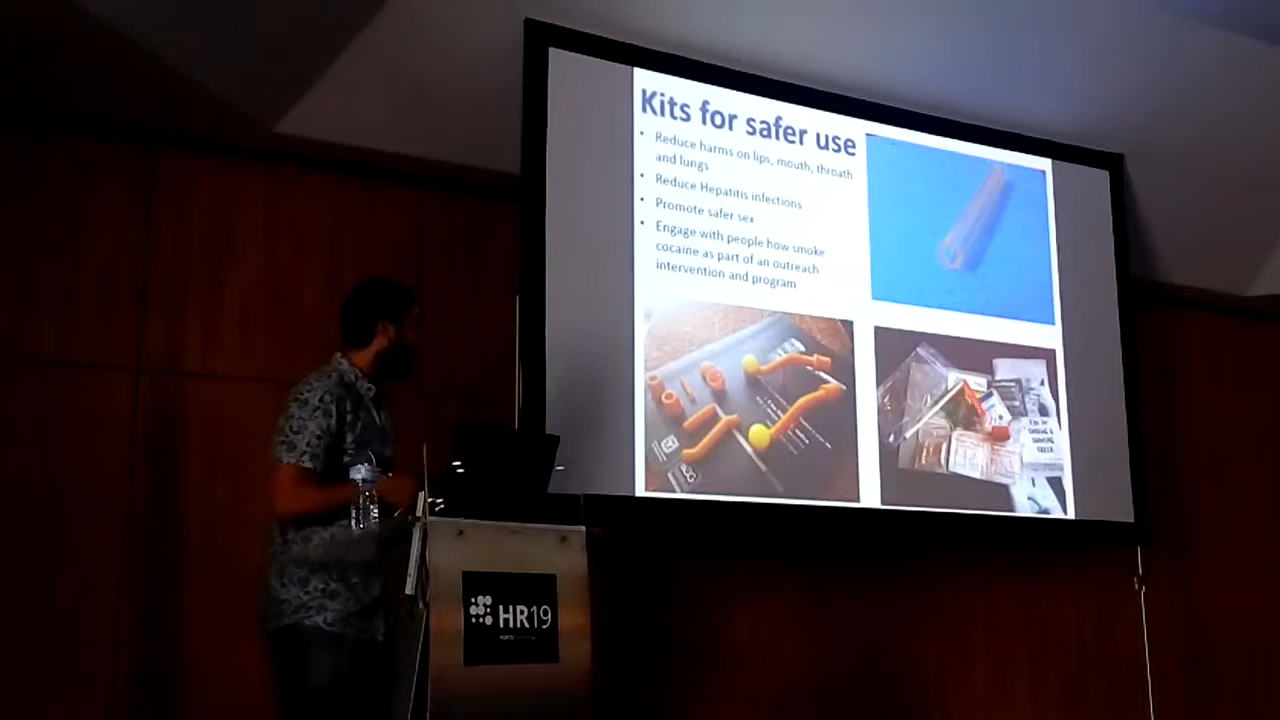 Kits for safer use
• Reduce harms on lips, mouth, throath
and lungs
• Reduce Hepatitis infections
• Promote safer sex
• Engage with people how smoke
cocaine as part of an outreach
intervention and program
HR19
PORTO